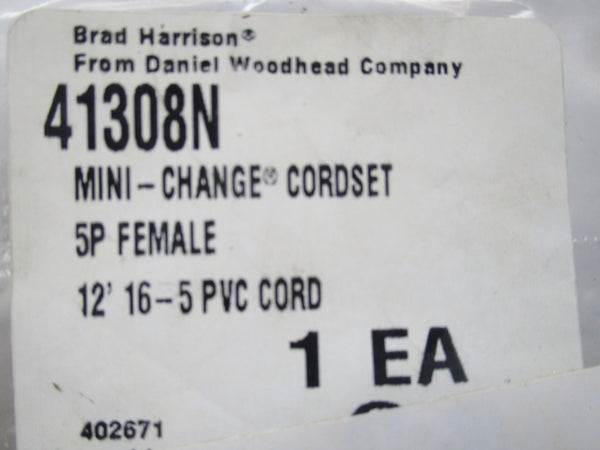 Brad Harrison®
From Daniel Woodhead Company
41308N
MINI-CHANGE® CORDSET
5P FEMALE
12' 16-5 PVC CORD
1 EA
402671